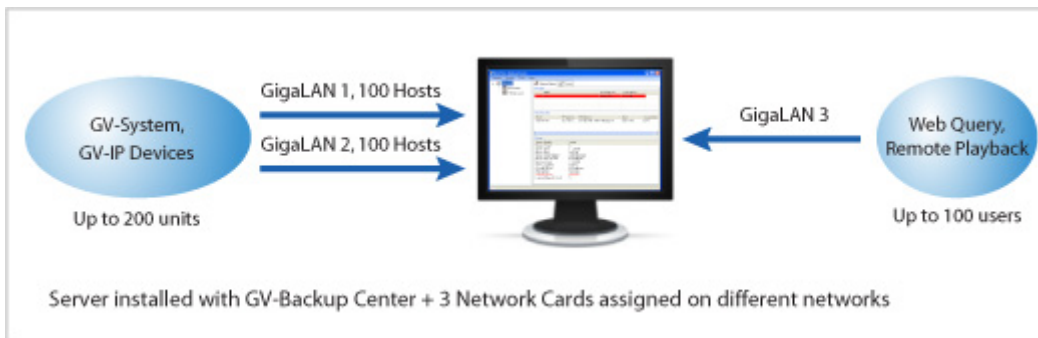 GigaLAN 1, 100 Hosts
GV-System,
GV-IP Devices
GigaLAN 2, 100 Hosts
Up to 200 units
GigaLAN 3
Web Query,
Remote Playback
Up to 100 users
Server installed with GV-Backup Center + 3 Network Cards assigned on different networks